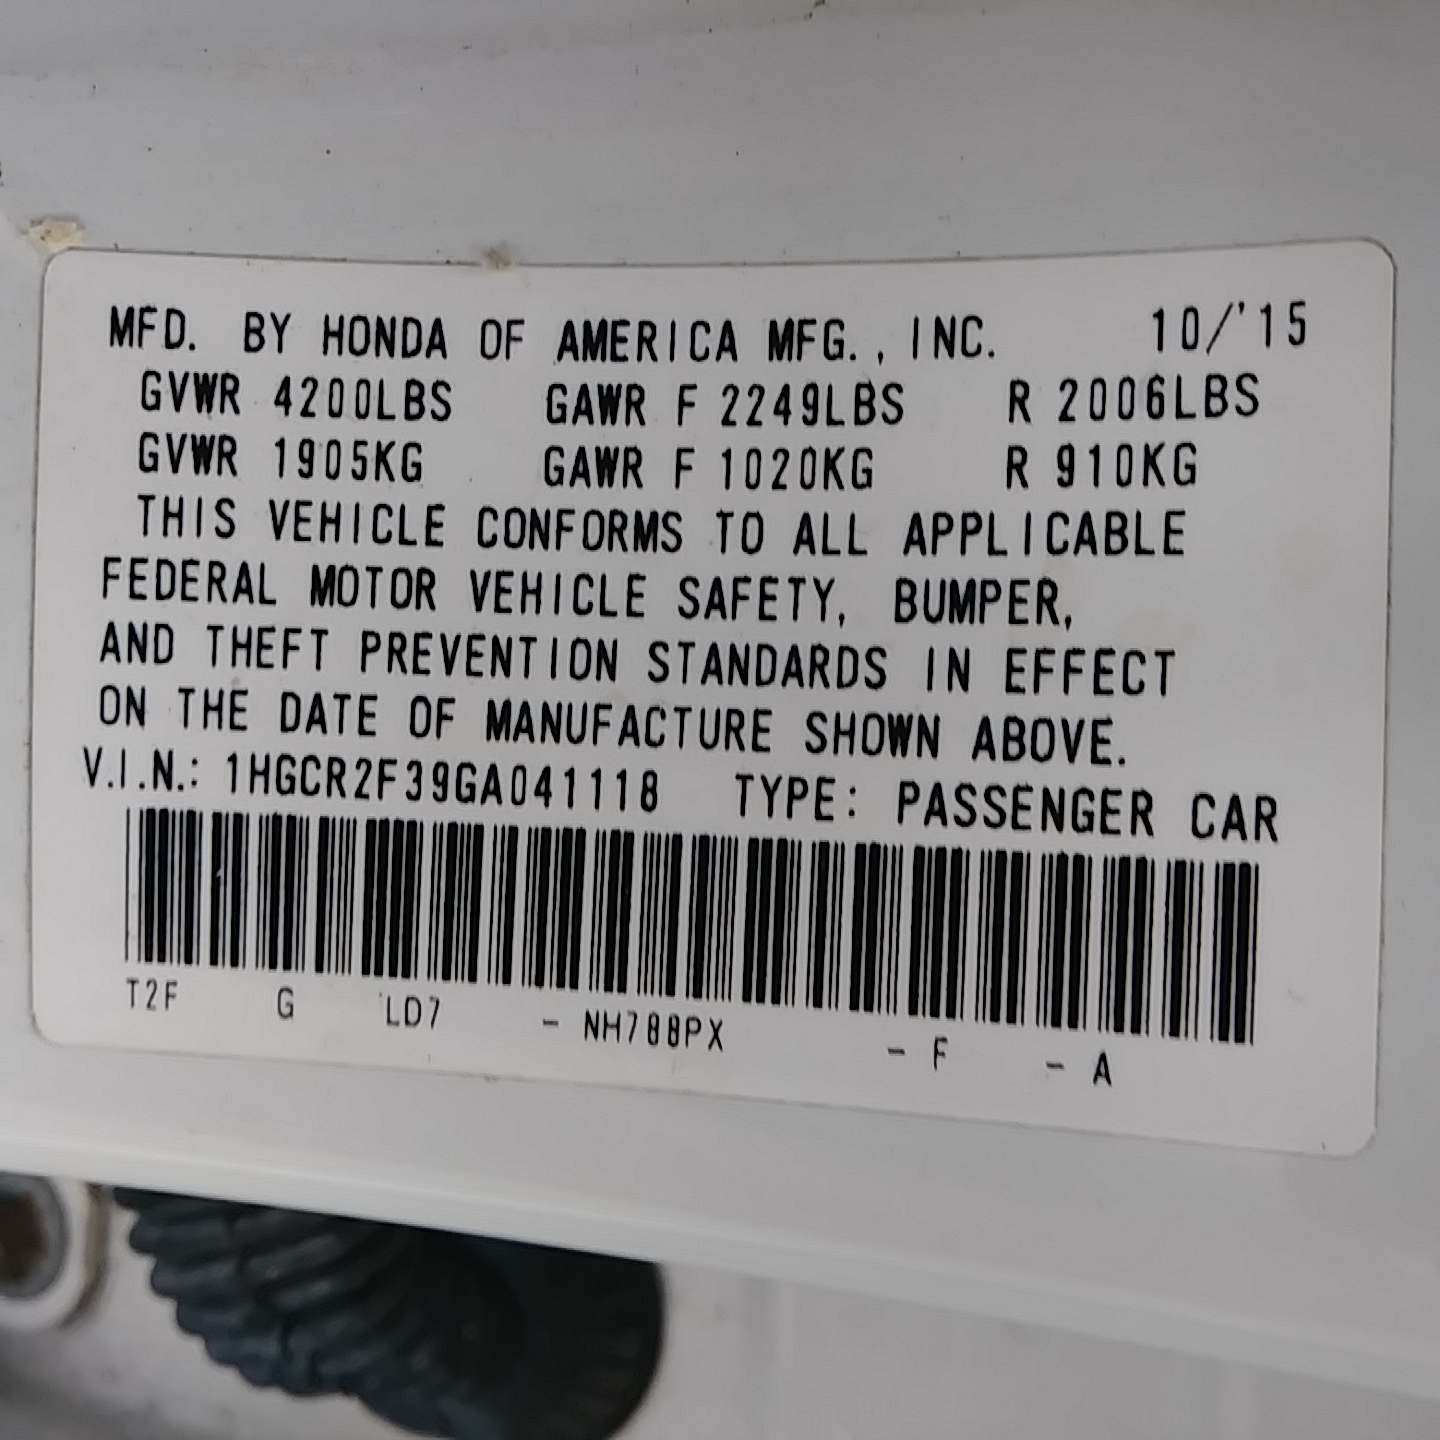 MFD. BY HONDA OF AMERICA MFG., INC. 10/'15
GVWR 4200LBS GAWR F 2249LBS R 2006LBS
GVWR 1905KG GAWR F 1020KG R 910KG
THIS VEHICLE CONFORMS TO ALL APPLICABLE
FEDERAL MOTOR VEHICLE SAFETY, BUMPER,
AND THEFT PREVENTION STANDARDS IN EFFECT
ON THE DATE OF MANUFACTURE SHOWN ABOVE.
V.I.N.: 1HGCR2F39GA041118 TYPE: PASSENGER CAR
T2F G LD7 - NH788PX - F - A